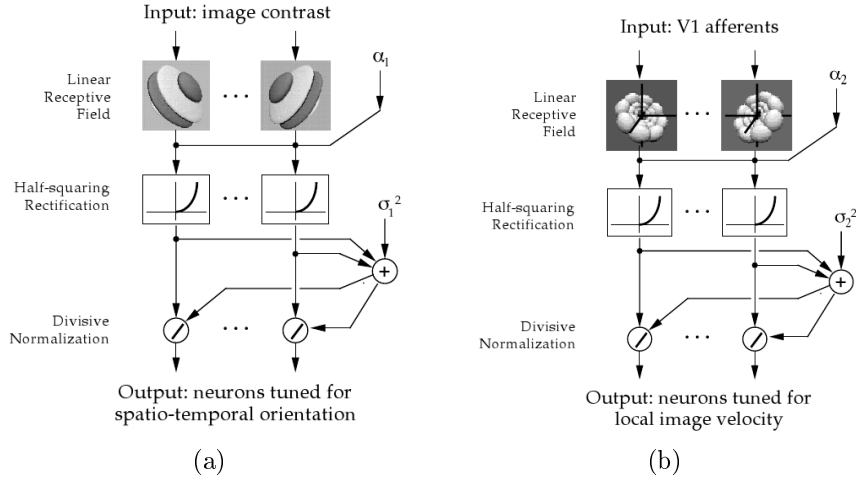 Input: image contrast
α1
Linear
Receptive
Field
. . .
Half-squaring
Rectification
. . .
σ1²
+
Divisive
Normalization
. . .
Output: neurons tuned for
spatio-temporal orientation
(a)
Input: V1 afferents
α2
Linear
Receptive
Field
. . .
Half-squaring
Rectification
. . .
σ2²
+
Divisive
Normalization
. . .
Output: neurons tuned for
local image velocity
(b)